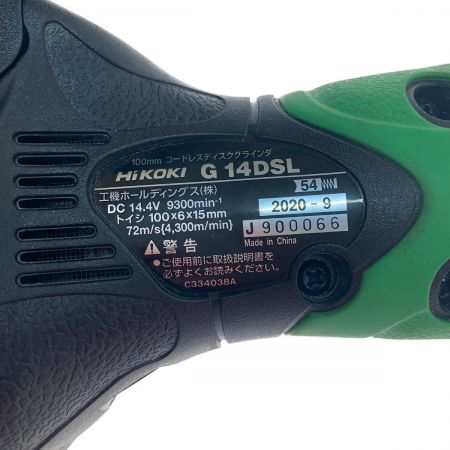 100mm コードレスディスクグラインダ
HiKOKI G 14DSL
工機ホールディングス(株) 54
DC 14.4V 9300min⁻¹ 2020-9
トイシ 100×6×15mm J 900066
72m/s{4,300m/min} Made in China
⚠警告
●ご使用前に取扱説明書を
必ずよくお読みください。
C334038A